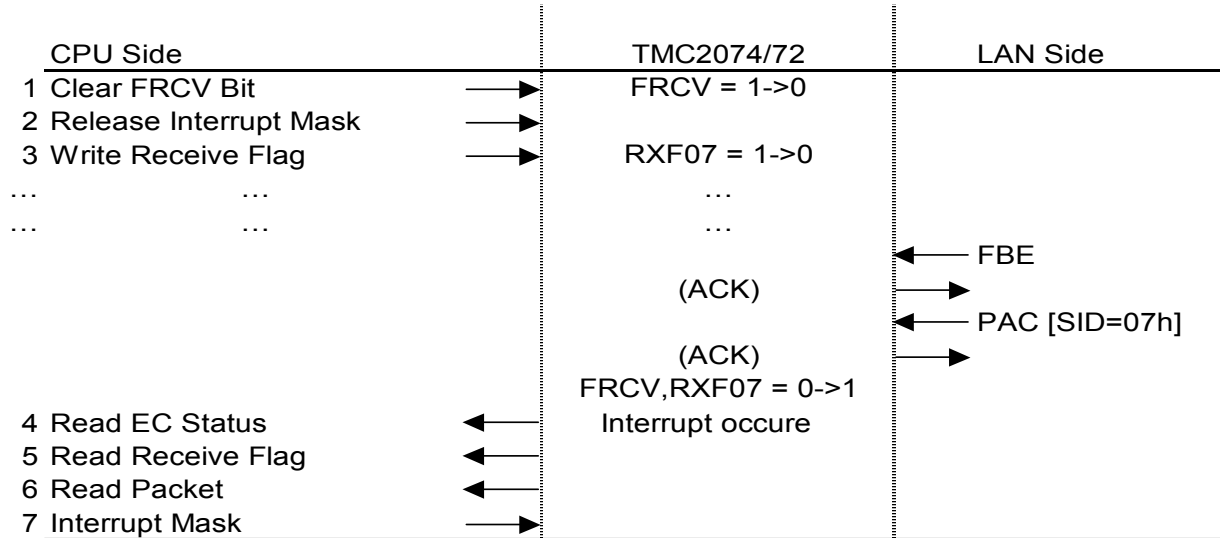 CPU Side TMC2074/72 LAN Side
1 Clear FRCV Bit FRCV = 1->0
2 Release Interrupt Mask
3 Write Receive Flag RXF07 = 1->0
... ... ...
... ... ...
FBE
(ACK)
PAC [SID=07h]
(ACK)
FRCV,RXF07 = 0->1
4 Read EC Status Interrupt occure
5 Read Receive Flag
6 Read Packet
7 Interrupt Mask